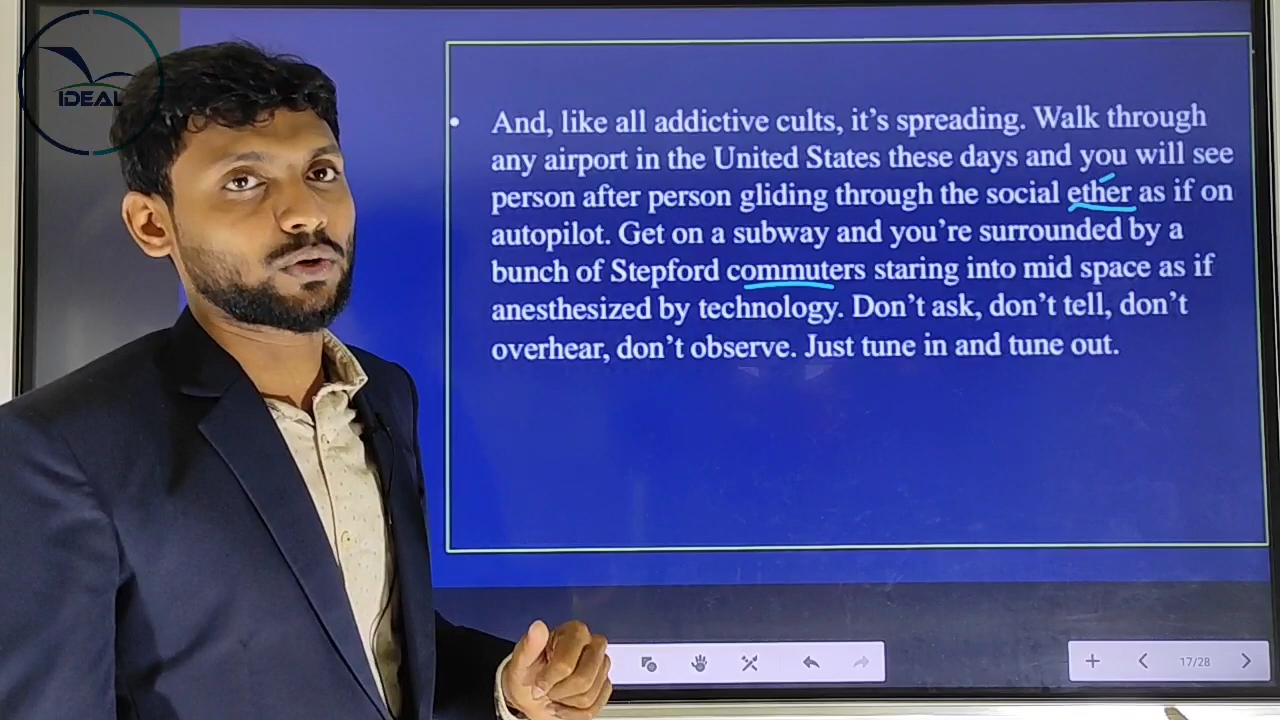 IDEAL
• And, like all addictive cults, it's spreading. Walk through
any airport in the United States these days and you will see
person after person gliding through the social ether as if on
autopilot. Get on a subway and you're surrounded by a
bunch of Stepford commuters staring into mid space as if
anesthesized by technology. Don't ask, don't tell, don't
overhear, don't observe. Just tune in and tune out.
17/28